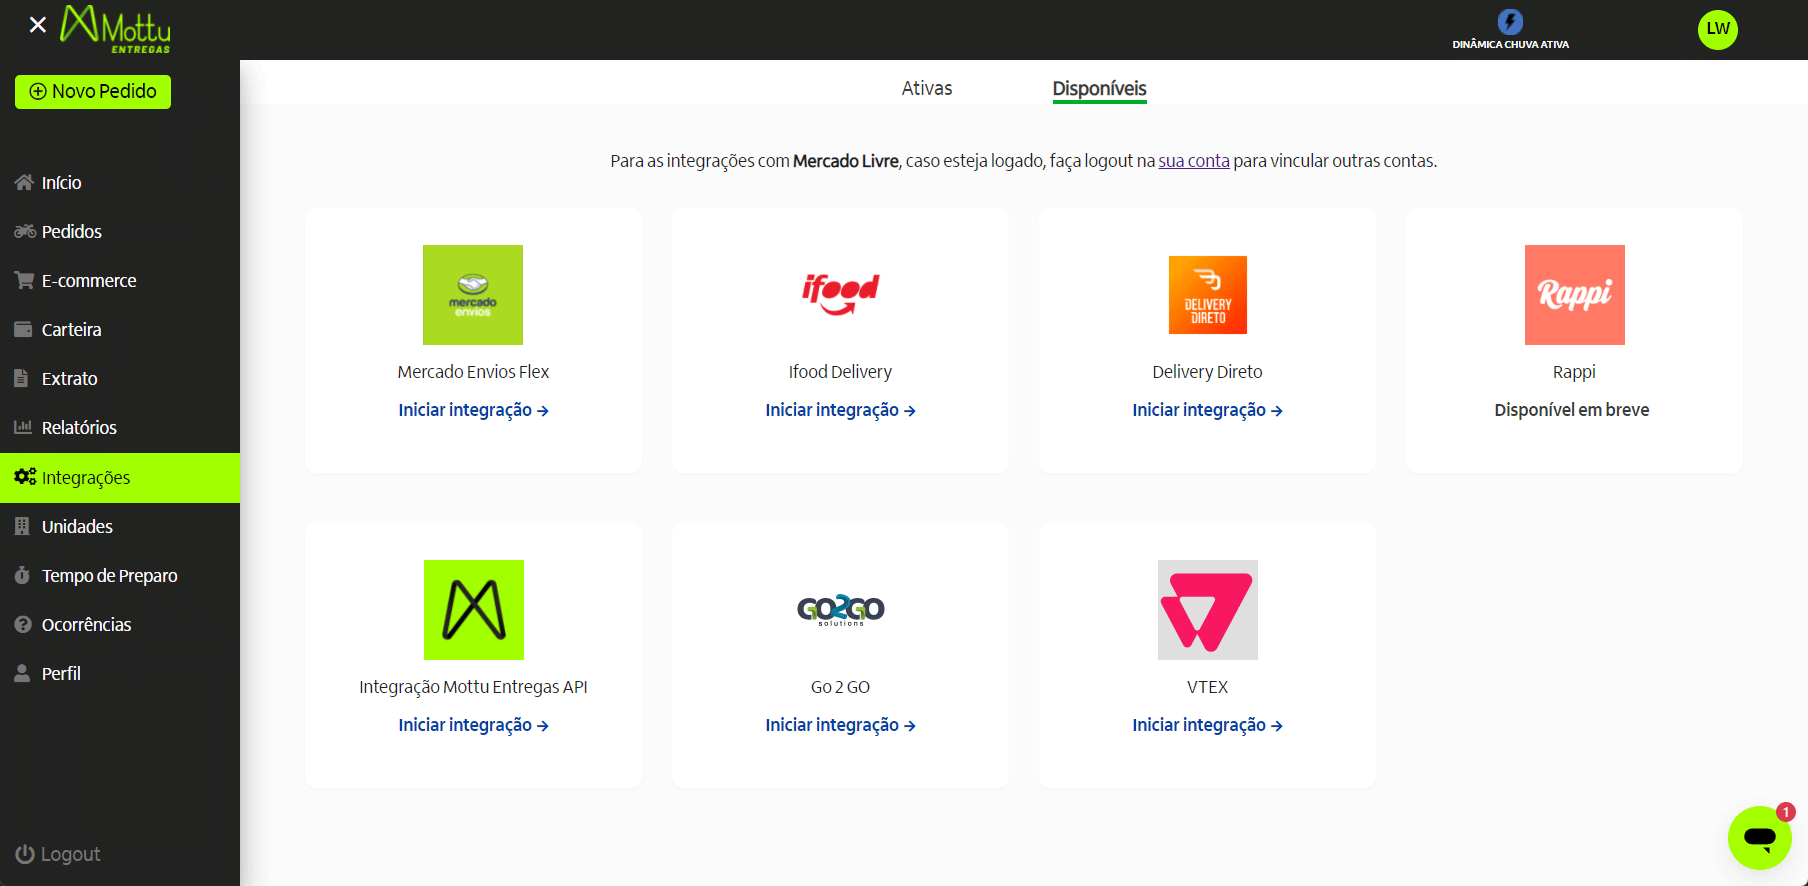 Mottu
ENTREGAS
DINÂMICA CHUVA ATIVA
LW
Novo Pedido
Início
Pedidos
E-commerce
Carteira
Extrato
Relatórios
Integrações
Unidades
Tempo de Preparo
Ocorrências
Perfil
Logout
Ativas
Disponíveis
Para as integrações com Mercado Livre, caso esteja logado, faça logout na sua conta para vincular outras contas.
mercado
envios
Mercado Envios Flex
Iniciar integração →
ifood
Ifood Delivery
Iniciar integração →
DELIVERY
DIRETO
Delivery Direto
Iniciar integração →
Rappi
Rappi
Disponível em breve
Integração Mottu Entregas API
Iniciar integração →
GO2GO
solutions
Go 2 GO
Iniciar integração →
VTEX
Iniciar integração →
1